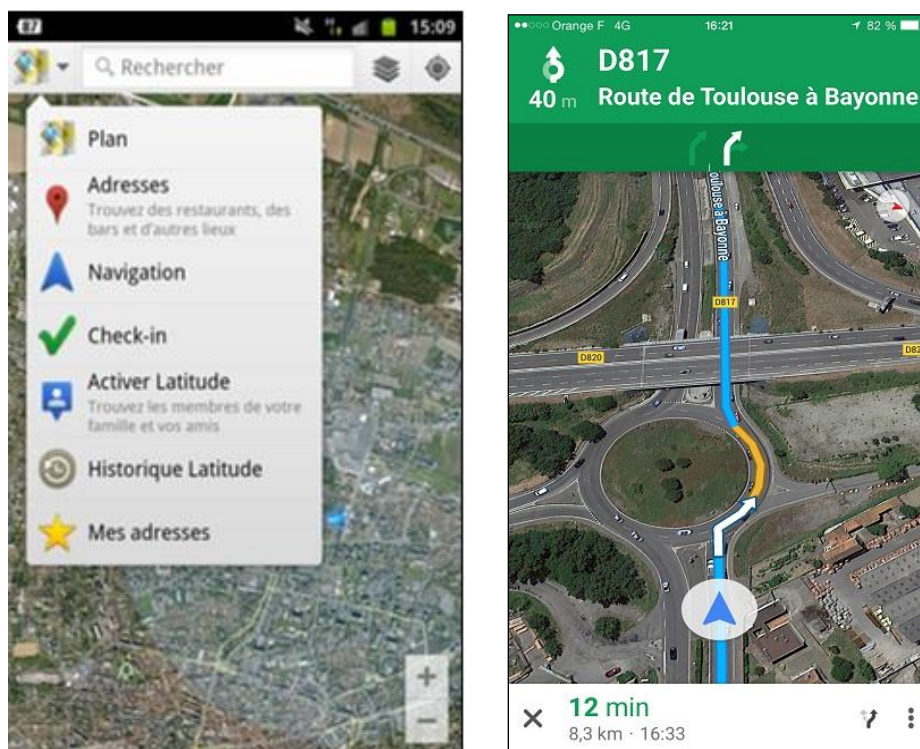 15:09
Rechercher
Plan
Adresses
Trouvez des restaurants, des
bars et d'autres lieux
Navigation
Check-in
Activer Latitude
Trouvez les membres de votre
famille et vos amis
Historique Latitude
Mes adresses
Orange F 4G 16:21 82 %
D817
40 m Route de Toulouse à Bayonne
oulouse à Bayonne
D817
D820
12 min
8,3 km · 16:33